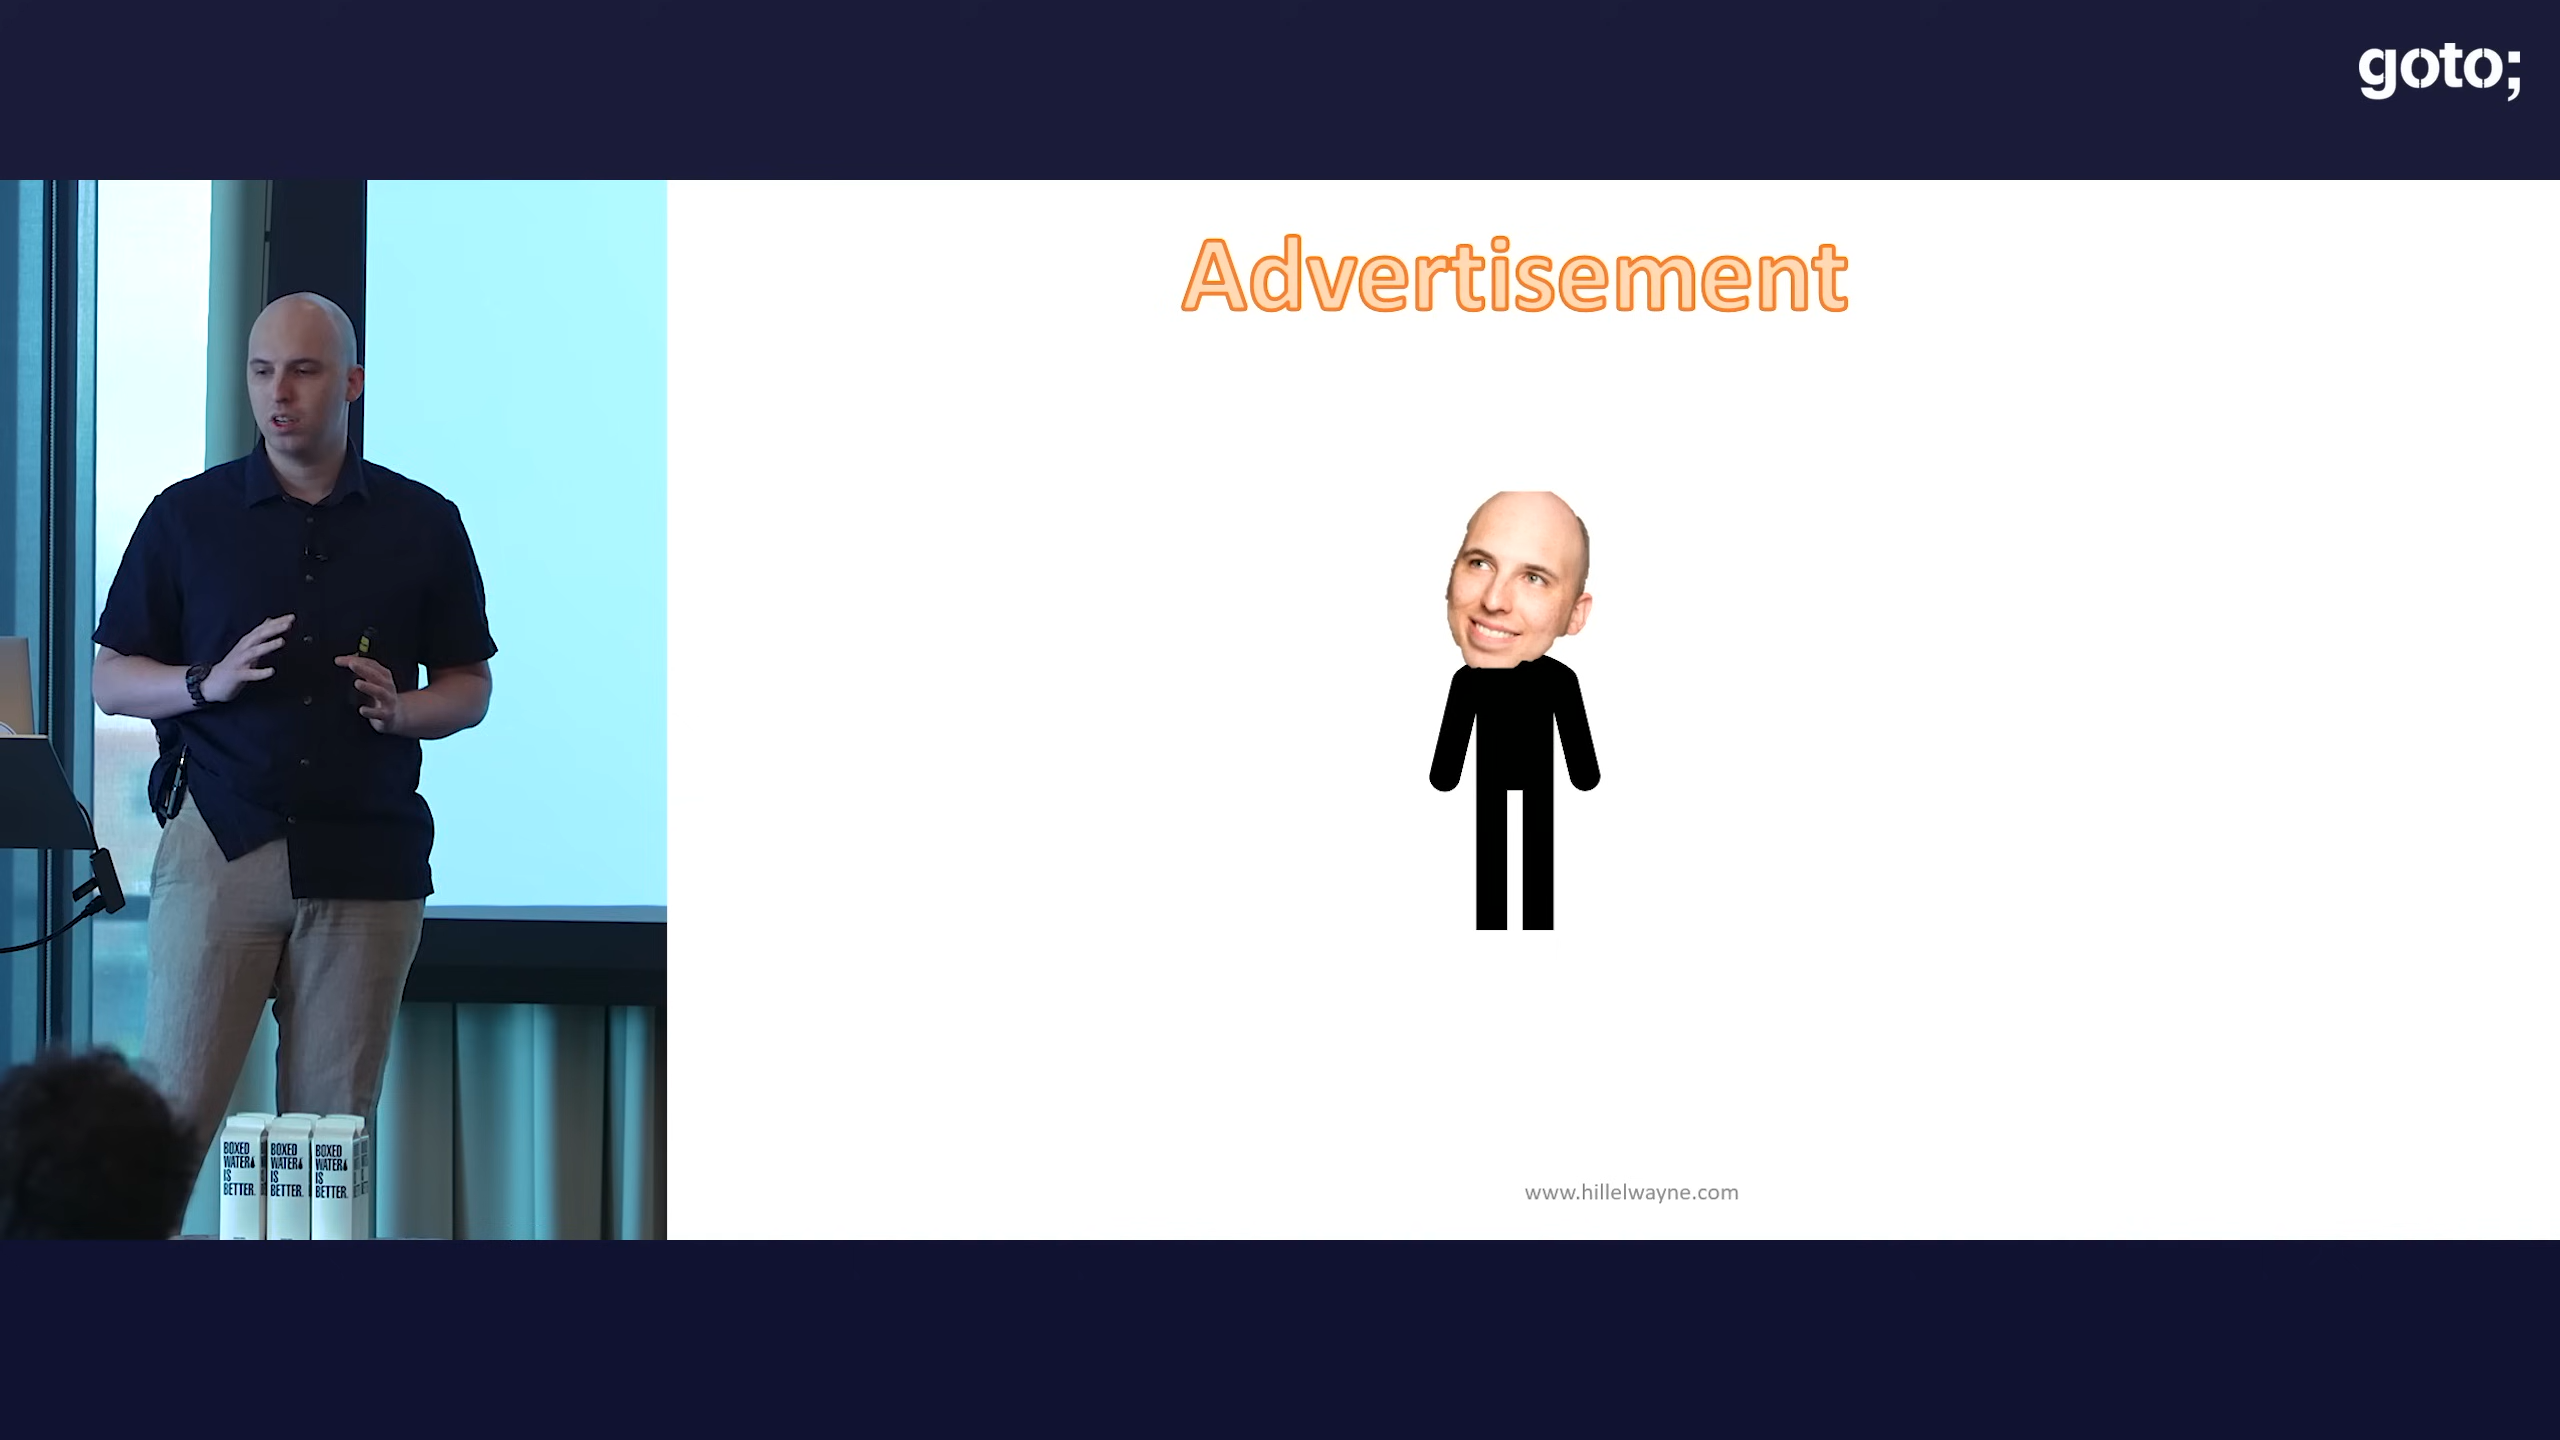 goto;
Advertisement
BOXED
WATER
IS
BETTER.
BOXED
WATER
IS
BETTER.
BOXED
WATER
IS
BETTER.
www.hillelwayne.com